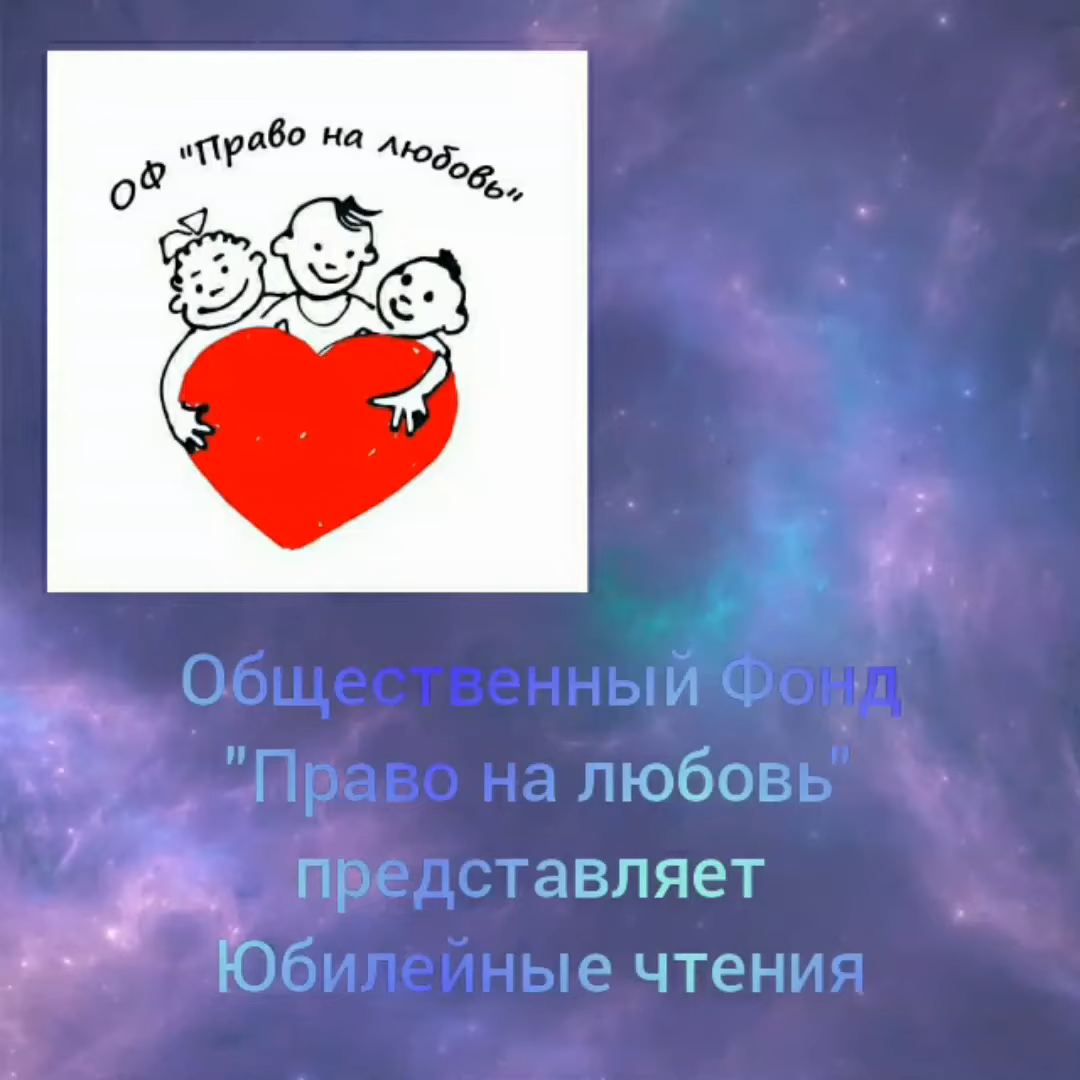 ОФ "Право на любовь"
Общественный Фонд
"Право на любовь"
представляет
Юбилейные чтения